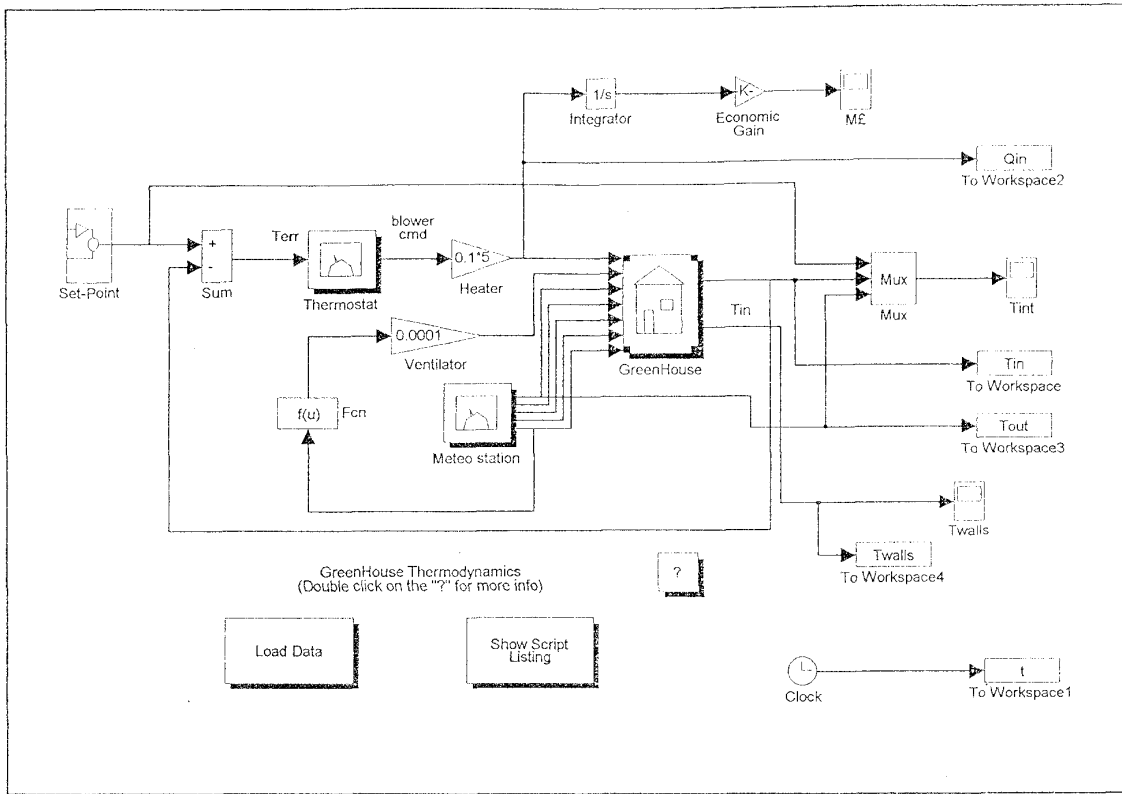 1/s
Integrator
K-
Economic
Gain
M£
Qin
To Workspace2
Set-Point
+
-
Sum
Terr
Thermostat
blower
cmd
0.1*5
Heater
GreenHouse
Tin
Mux
Mux
Tint
0.0001
Ventilator
Tin
To Workspace
f(u)
Fcn
Meteo station
Tout
To Workspace3
Twalls
Twalls
To Workspace4
GreenHouse Thermodynamics
(Double click on the "?" for more info)
?
Load Data
Show Script
Listing
Clock
t
To Workspace1